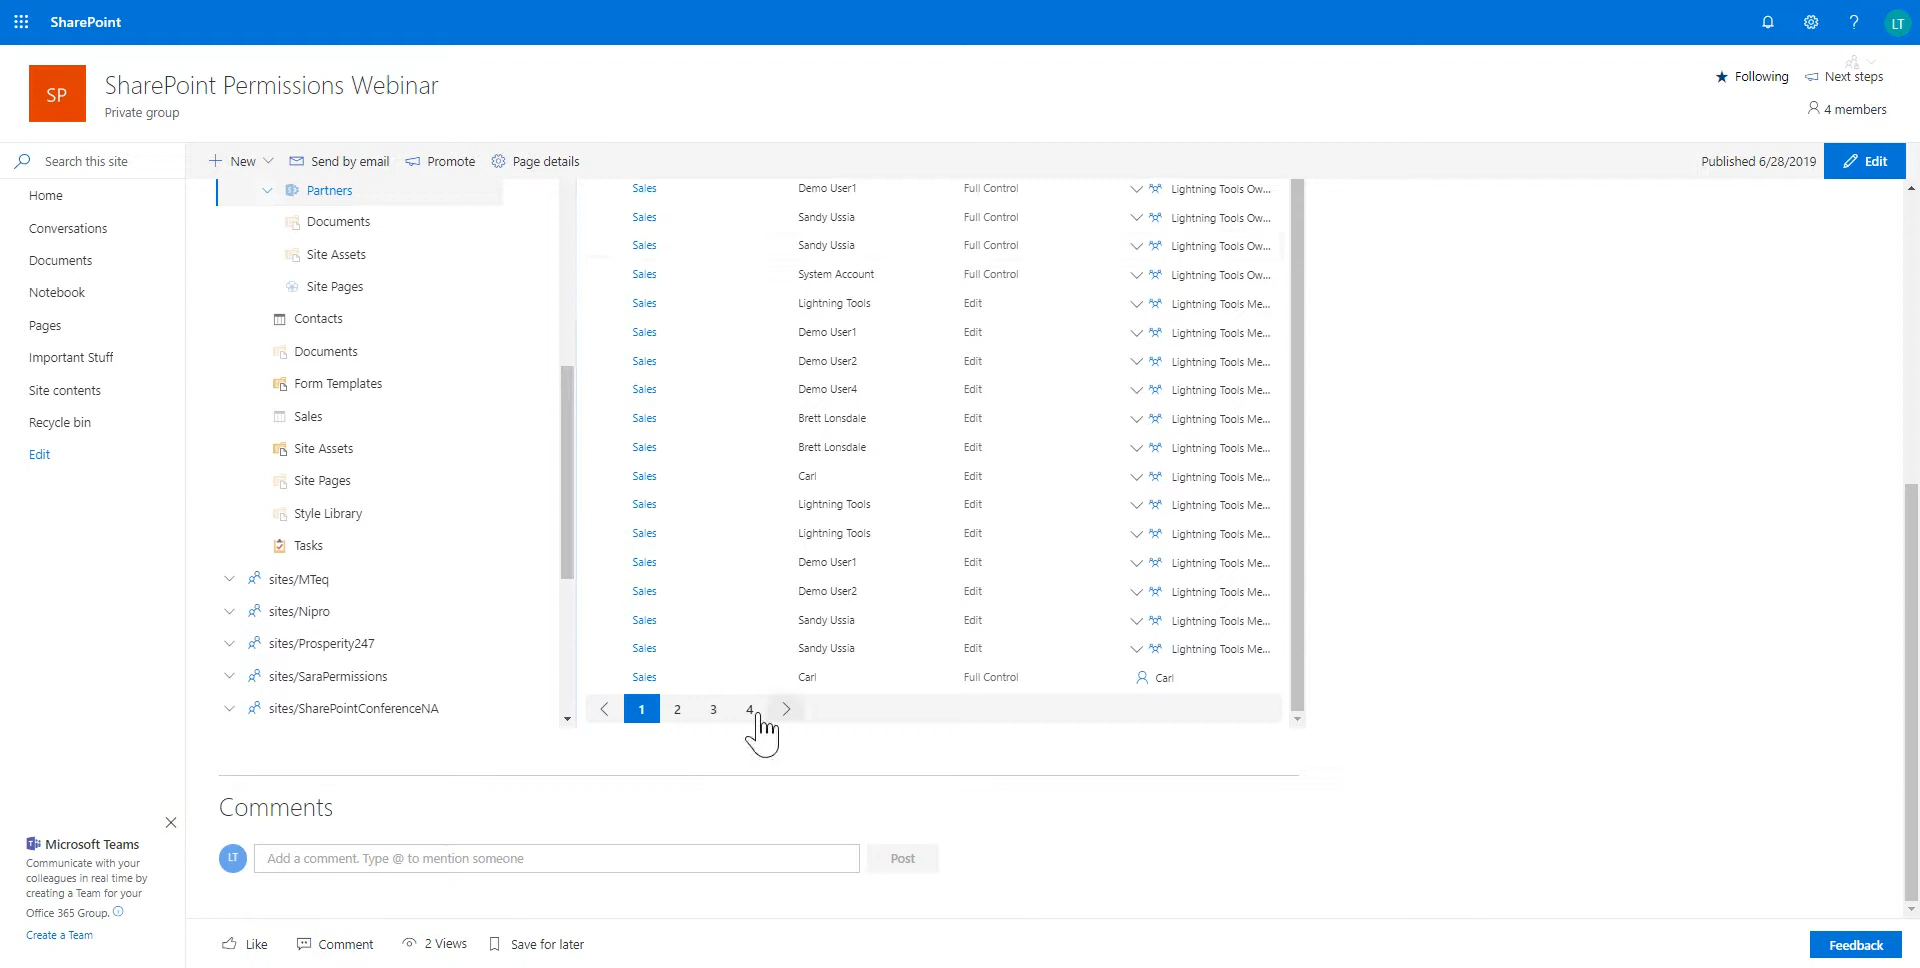 SharePoint
LT
SP
SharePoint Permissions Webinar
Private group
Following
Next steps
4 members
Search this site
New
Send by email
Promote
Page details
Published 6/28/2019
Edit
Home
Conversations
Documents
Notebook
Pages
Important Stuff
Site contents
Recycle bin
Edit
Partners
Documents
Site Assets
Site Pages
Contacts
Documents
Form Templates
Sales
Site Assets
Site Pages
Style Library
Tasks
sites/MTeq
sites/Nipro
sites/Prosperity247
sites/SaraPermissions
sites/SharePointConferenceNA
Sales Demo User1 Full Control Lightning Tools Ow...
Sales Sandy Ussia Full Control Lightning Tools Ow...
Sales Sandy Ussia Full Control Lightning Tools Ow...
Sales System Account Full Control Lightning Tools Ow...
Sales Lightning Tools Edit Lightning Tools Me...
Sales Demo User1 Edit Lightning Tools Me...
Sales Demo User2 Edit Lightning Tools Me...
Sales Demo User4 Edit Lightning Tools Me...
Sales Brett Lonsdale Edit Lightning Tools Me...
Sales Brett Lonsdale Edit Lightning Tools Me...
Sales Carl Edit Lightning Tools Me...
Sales Lightning Tools Edit Lightning Tools Me...
Sales Lightning Tools Edit Lightning Tools Me...
Sales Demo User1 Edit Lightning Tools Me...
Sales Demo User2 Edit Lightning Tools Me...
Sales Sandy Ussia Edit Lightning Tools Me...
Sales Sandy Ussia Edit Lightning Tools Me...
Sales Carl Full Control Carl
1 2 3 4
Comments
LT
Add a comment. Type @ to mention someone
Post
Microsoft Teams
Communicate with your
colleagues in real time by
creating a Team for your
Office 365 Group.
Create a Team
Like
Comment
2 Views
Save for later
Feedback